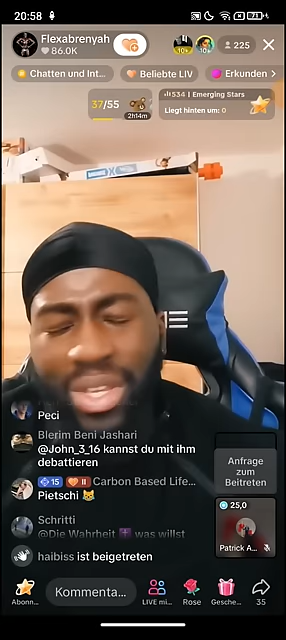 20:58
71
Flexabrenyah
86.0K
10+
10+
225
Chatten und Int...
Beliebte LIV
Erkunden
37/55
2h14m
534 | Emerging Stars
Liegt hinten um: 0
Peci
Blerim Beni Jashari
@John_3_16 kannst du mit ihm
debattieren
15
II
Carbon Based Life...
Pietschi
Schritti
@Die Wahrheit was willst
haibiss ist beigetreten
Anfrage
zum
Beitreten
25,0
Patrick A...
Abonn...
Kommenta...
LIVE mi...
Rose
Gesche...
35